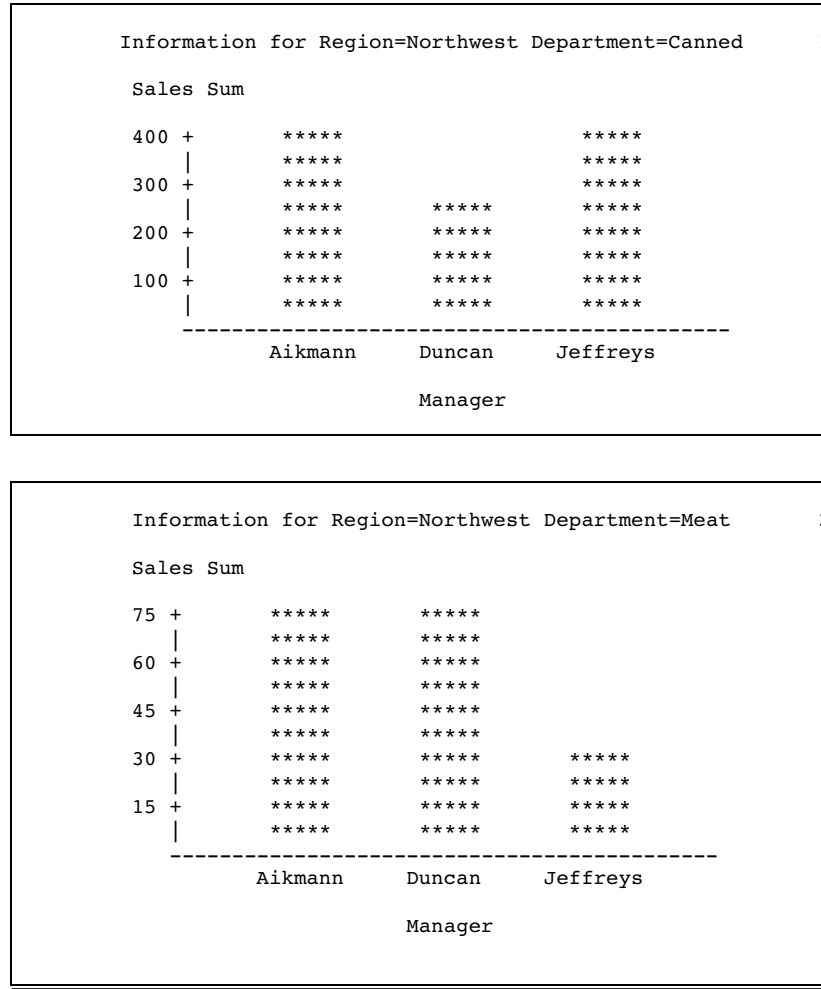 Information for Region=Northwest Department=Canned
Sales Sum
400 + ***** *****
| ***** *****
300 + ***** *****
| ***** ***** *****
200 + ***** ***** *****
| ***** ***** *****
100 + ***** ***** *****
| ***** ***** *****
--------------------------------------------
Aikmann Duncan Jeffreys
Manager
Information for Region=Northwest Department=Meat
Sales Sum
75 + ***** *****
| ***** *****
60 + ***** *****
| ***** *****
45 + ***** *****
| ***** *****
30 + ***** ***** *****
| ***** ***** *****
15 + ***** ***** *****
| ***** ***** *****
--------------------------------------------
Aikmann Duncan Jeffreys
Manager